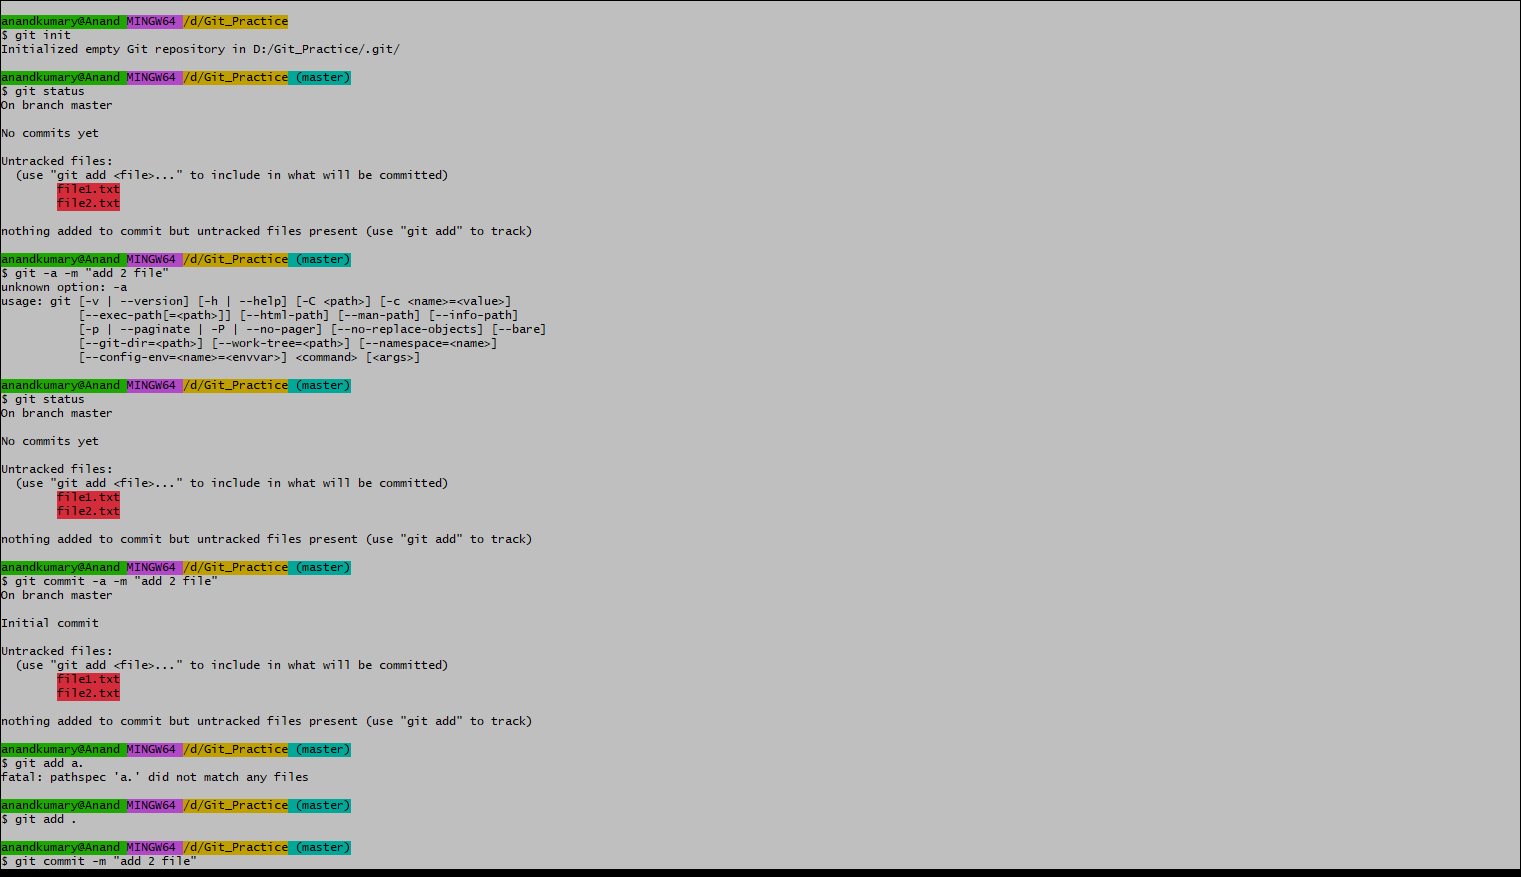 anandkumary@Anand MINGW64 /d/Git_Practice
$ git init
Initialized empty Git repository in D:/Git_Practice/.git/
anandkumary@Anand MINGW64 /d/Git_Practice (master)
$ git status
On branch master
No commits yet
Untracked files:
  (use "git add <file>..." to include in what will be committed)
        file1.txt
        file2.txt
nothing added to commit but untracked files present (use "git add" to track)
anandkumary@Anand MINGW64 /d/Git_Practice (master)
$ git -a -m "add 2 file"
unknown option: -a
usage: git [-v | --version] [-h | --help] [-C <path>] [-c <name>=<value>]
           [--exec-path[=<path>]] [--html-path] [--man-path] [--info-path]
           [-p | --paginate | -P | --no-pager] [--no-replace-objects] [--bare]
           [--git-dir=<path>] [--work-tree=<path>] [--namespace=<name>]
           [--config-env=<name>=<envvar>] <command> [<args>]
anandkumary@Anand MINGW64 /d/Git_Practice (master)
$ git status
On branch master
No commits yet
Untracked files:
  (use "git add <file>..." to include in what will be committed)
        file1.txt
        file2.txt
nothing added to commit but untracked files present (use "git add" to track)
anandkumary@Anand MINGW64 /d/Git_Practice (master)
$ git commit -a -m "add 2 file"
On branch master
Initial commit
Untracked files:
  (use "git add <file>..." to include in what will be committed)
        file1.txt
        file2.txt
nothing added to commit but untracked files present (use "git add" to track)
anandkumary@Anand MINGW64 /d/Git_Practice (master)
$ git add a.
fatal: pathspec 'a.' did not match any files
anandkumary@Anand MINGW64 /d/Git_Practice (master)
$ git add .
anandkumary@Anand MINGW64 /d/Git_Practice (master)
$ git commit -m "add 2 file"